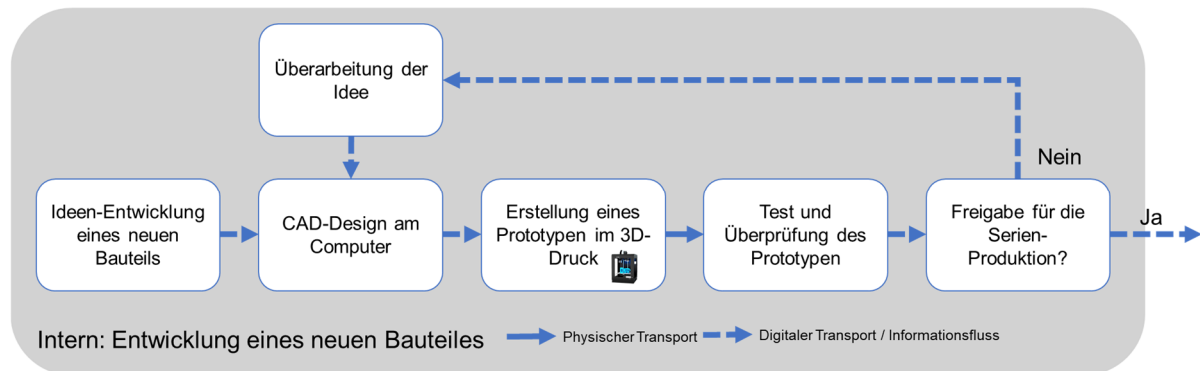 Überarbeitung der
Idee
Nein
Ideen-Entwicklung
eines neuen
Bauteils
CAD-Design am
Computer
Erstellung eines
Prototypen im 3D-
Druck
Test und
Überprüfung des
Prototypen
Freigabe für die
Serien-
Produktion?
Ja
Intern: Entwicklung eines neuen Bauteiles
Physischer Transport
Digitaler Transport / Informationsfluss